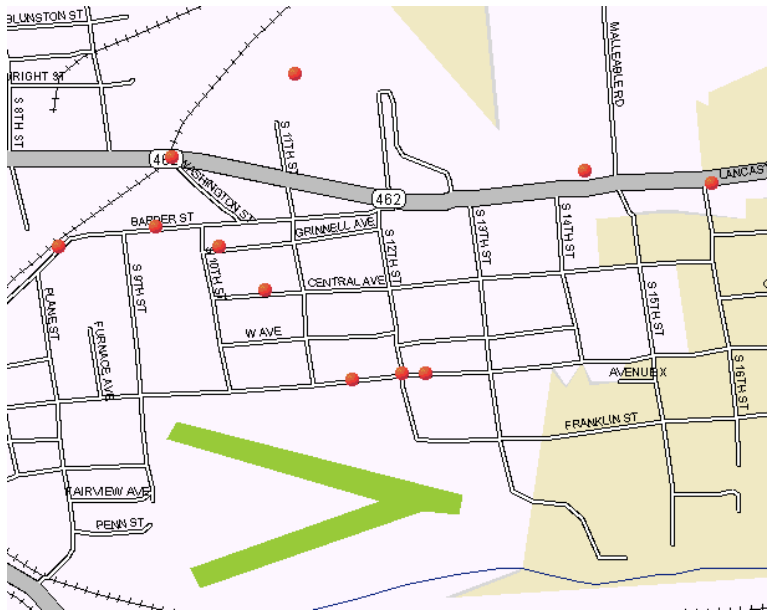 BLUNSTON ST
WRIGHT ST
S 8TH ST
MALLEABLE RD
S 11TH ST
462
WASHINGTON ST
LANCAST
462
BARBER ST
GRINNELL AVE
S 10TH ST
S 9TH ST
S 12TH ST
S 13TH ST
S 14TH ST
CENTRAL AVE
PLANE ST
FURNACE AVE
W AVE
S 15TH ST
S 16TH ST
AVENUE X
FRANKLIN ST
FAIRVIEW AVE
PENN ST